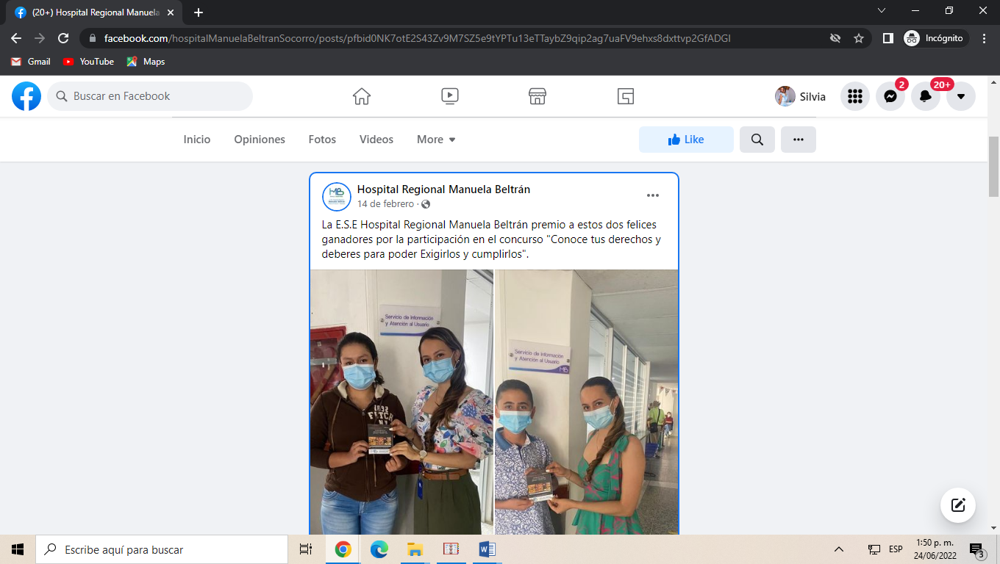 (20+) Hospital Regional Manuela
facebook.com/hospitalManuelaBeltranSocorro/posts/pfbid0NK7otE2S43Zv9M7SZ5e9tYPTu13eTTaybZ9qip2ag7uaFV9ehxs8dxttvp2GfADGl
Incógnito
Gmail
YouTube
Maps
Buscar en Facebook
Silvia
2
20+
Inicio
Opiniones
Fotos
Videos
More
Like
MB
Hospital Regional Manuela Beltrán
14 de febrero ·
La E.S.E Hospital Regional Manuela Beltrán premio a estos dos felices
ganadores por la participación en el concurso "Conoce tus derechos y
deberes para poder Exigirlos y cumplirlos".
Servicio de Información
y Atención al Usuario
Servicio de Información
y Atención al Usuario
MB
Escribe aquí para buscar
ESP
1:50 p. m.
24/06/2022
3